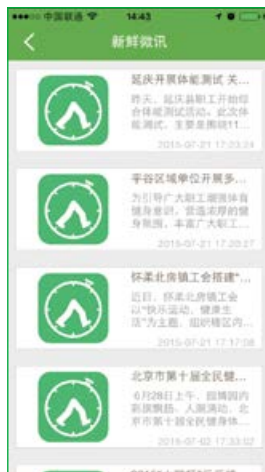 中国联通
14:43
新鲜微讯
延庆开展体能测试 关...
昨天，延庆县职工开始综
合体能测试活动。此次体
能测试，主要是围绕11...
2015-07-21 17:23:24
平谷区域单位开展多...
为引导广大职工增强体育
健身意识，营造浓厚的健
身氛围，丰富广大职工...
2015-07-21 17:20:27
怀柔北房镇工会搭建“...
近日，怀柔北房镇工会
以“快乐运动、健康生
活”为主题，组织辖区内...
2015-07-21 17:17:08
北京市第十届全民健...
6月28日上午，园博园内
彩旗飘扬、人潮涌动，北
京市第十届全民健身体...
2015-07-02 17:33:02